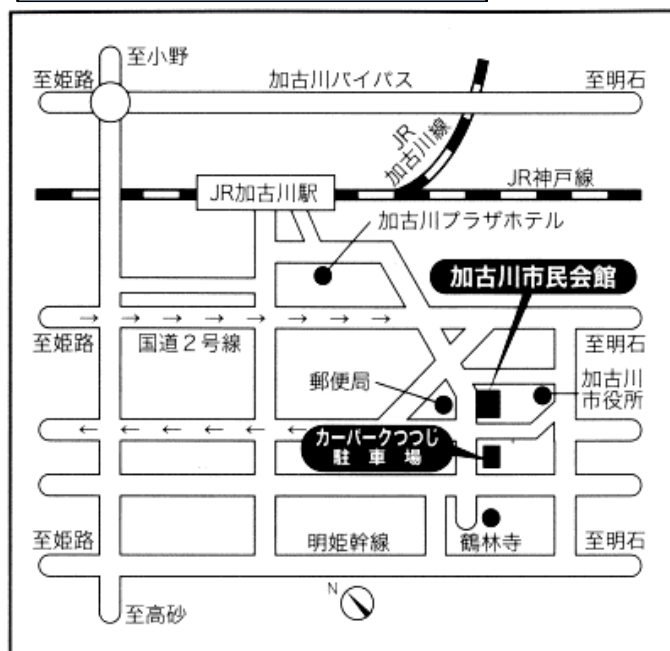 至小野
至姫路
加古川バイパス
至明石
JR
加古川線
JR神戸線
JR加古川駅
加古川プラザホテル
加古川市民会館
→ → → → → → →
至姫路
国道2号線
至明石
郵便局
加古川
市役所
← ← ← ← ← ←
カーパークつつじ
駐車場
至姫路
明姫幹線
鶴林寺
至明石
N
至高砂